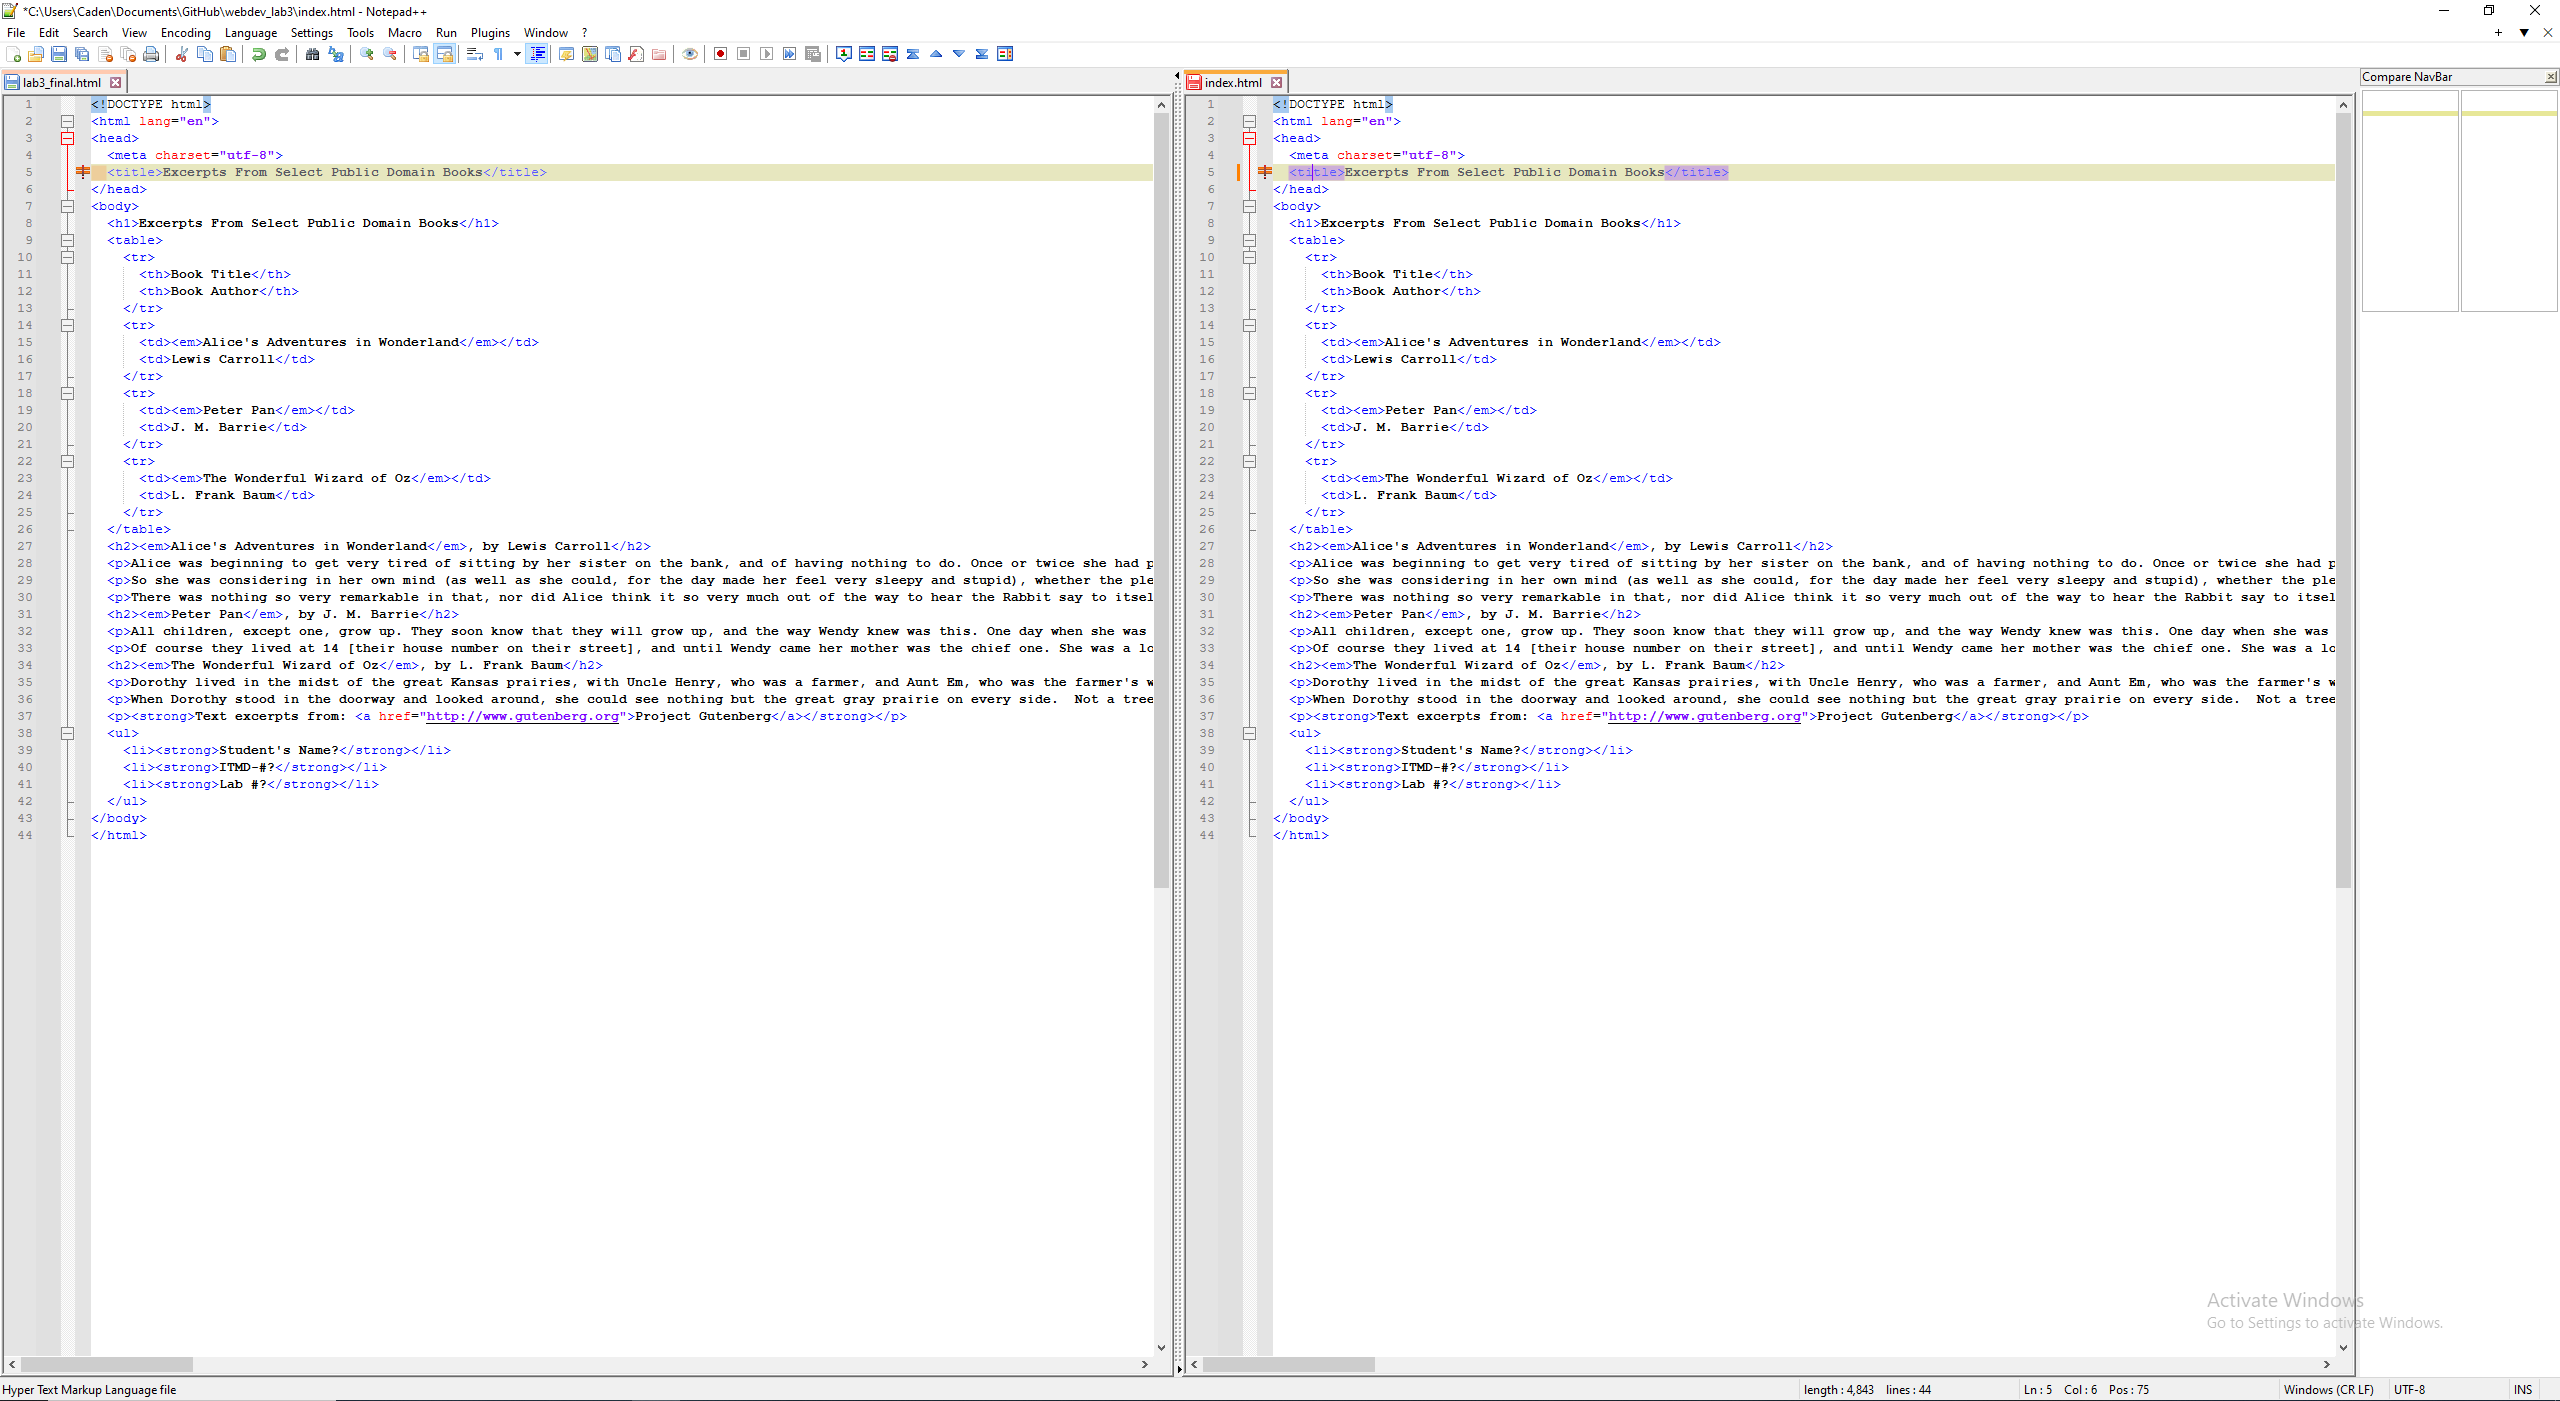 *C:\Users\Caden\Documents\GitHub\webdev_lab3\index.html - Notepad++
File Edit Search View Encoding Language Settings Tools Macro Run Plugins Window ?
lab3_final.html
1 <!DOCTYPE html>
2 <html lang="en">
3 <head>
4 <meta charset="utf-8">
5 <title>Excerpts From Select Public Domain Books</title>
6 </head>
7 <body>
8 <h1>Excerpts From Select Public Domain Books</h1>
9 <table>
10 <tr>
11 <th>Book Title</th>
12 <th>Book Author</th>
13 </tr>
14 <tr>
15 <td><em>Alice's Adventures in Wonderland</em></td>
16 <td>Lewis Carroll</td>
17 </tr>
18 <tr>
19 <td><em>Peter Pan</em></td>
20 <td>J. M. Barrie</td>
21 </tr>
22 <tr>
23 <td><em>The Wonderful Wizard of Oz</em></td>
24 <td>L. Frank Baum</td>
25 </tr>
26 </table>
27 <h2><em>Alice's Adventures in Wonderland</em>, by Lewis Carroll</h2>
28 <p>Alice was beginning to get very tired of sitting by her sister on the bank, and of having nothing to do. Once or twice she had p
29 <p>So she was considering in her own mind (as well as she could, for the day made her feel very sleepy and stupid), whether the ple
30 <p>There was nothing so very remarkable in that, nor did Alice think it so very much out of the way to hear the Rabbit say to itsel
31 <h2><em>Peter Pan</em>, by J. M. Barrie</h2>
32 <p>All children, except one, grow up. They soon know that they will grow up, and the way Wendy knew was this. One day when she was
33 <p>Of course they lived at 14 [their house number on their street], and until Wendy came her mother was the chief one. She was a lo
34 <h2><em>The Wonderful Wizard of Oz</em>, by L. Frank Baum</h2>
35 <p>Dorothy lived in the midst of the great Kansas prairies, with Uncle Henry, who was a farmer, and Aunt Em, who was the farmer's w
36 <p>When Dorothy stood in the doorway and looked around, she could see nothing but the great gray prairie on every side.  Not a tree
37 <p><strong>Text excerpts from: <a href="http://www.gutenberg.org">Project Gutenberg</a></strong></p>
38 <ul>
39 <li><strong>Student's Name?</strong></li>
40 <li><strong>ITMD-#?</strong></li>
41 <li><strong>Lab #?</strong></li>
42 </ul>
43 </body>
44 </html>
index.html
1 <!DOCTYPE html>
2 <html lang="en">
3 <head>
4 <meta charset="utf-8">
5 <title>Excerpts From Select Public Domain Books</title>
6 </head>
7 <body>
8 <h1>Excerpts From Select Public Domain Books</h1>
9 <table>
10 <tr>
11 <th>Book Title</th>
12 <th>Book Author</th>
13 </tr>
14 <tr>
15 <td><em>Alice's Adventures in Wonderland</em></td>
16 <td>Lewis Carroll</td>
17 </tr>
18 <tr>
19 <td><em>Peter Pan</em></td>
20 <td>J. M. Barrie</td>
21 </tr>
22 <tr>
23 <td><em>The Wonderful Wizard of Oz</em></td>
24 <td>L. Frank Baum</td>
25 </tr>
26 </table>
27 <h2><em>Alice's Adventures in Wonderland</em>, by Lewis Carroll</h2>
28 <p>Alice was beginning to get very tired of sitting by her sister on the bank, and of having nothing to do. Once or twice she had p
29 <p>So she was considering in her own mind (as well as she could, for the day made her feel very sleepy and stupid), whether the ple
30 <p>There was nothing so very remarkable in that, nor did Alice think it so very much out of the way to hear the Rabbit say to itsel
31 <h2><em>Peter Pan</em>, by J. M. Barrie</h2>
32 <p>All children, except one, grow up. They soon know that they will grow up, and the way Wendy knew was this. One day when she was
33 <p>Of course they lived at 14 [their house number on their street], and until Wendy came her mother was the chief one. She was a lo
34 <h2><em>The Wonderful Wizard of Oz</em>, by L. Frank Baum</h2>
35 <p>Dorothy lived in the midst of the great Kansas prairies, with Uncle Henry, who was a farmer, and Aunt Em, who was the farmer's w
36 <p>When Dorothy stood in the doorway and looked around, she could see nothing but the great gray prairie on every side.  Not a tree
37 <p><strong>Text excerpts from: <a href="http://www.gutenberg.org">Project Gutenberg</a></strong></p>
38 <ul>
39 <li><strong>Student's Name?</strong></li>
40 <li><strong>ITMD-#?</strong></li>
41 <li><strong>Lab #?</strong></li>
42 </ul>
43 </body>
44 </html>
Compare NavBar
Activate Windows
Go to Settings to activate Windows.
Hyper Text Markup Language file
length : 4,843 lines : 44
Ln : 5 Col : 6 Pos : 75
Windows (CR LF)
UTF-8
INS